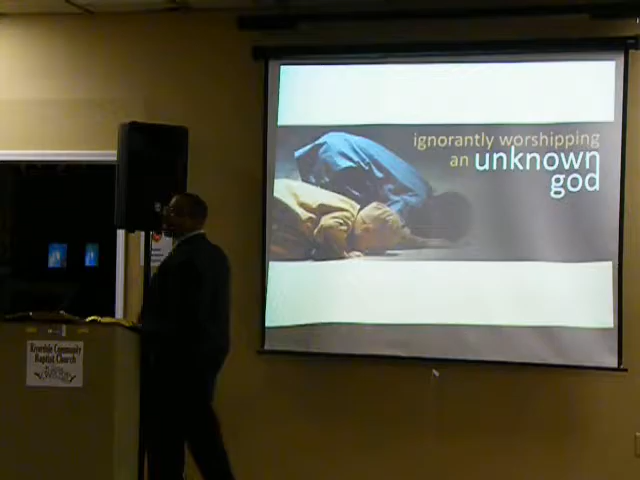 ignorantly worshipping
an unknown
god
Riverside Community
Baptist Church